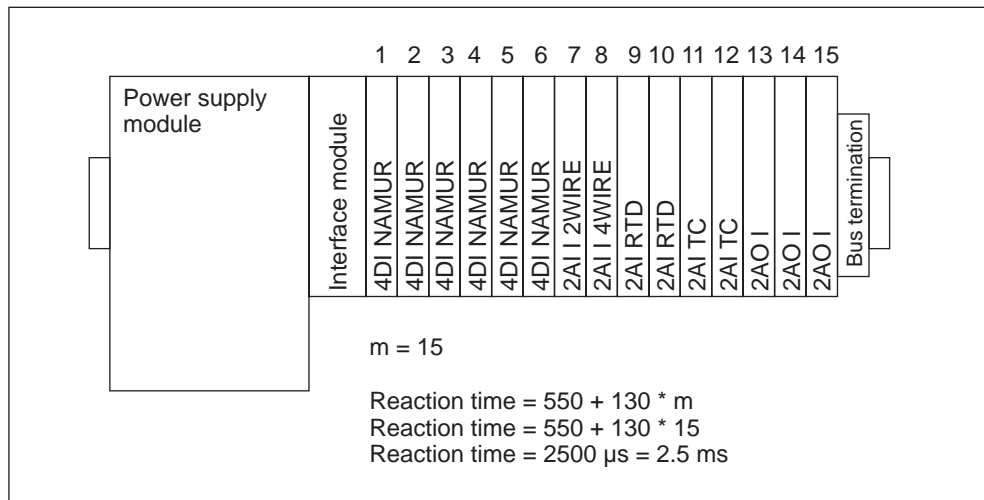 1 2 3 4 5 6 7 8 9 10 11 12 13 14 15
Power supply
module
Interface module
4DI NAMUR
4DI NAMUR
4DI NAMUR
4DI NAMUR
4DI NAMUR
4DI NAMUR
2AI I 2WIRE
2AI I 4WIRE
2AI RTD
2AI RTD
2AI TC
2AI TC
2AO I
2AO I
2AO I
Bus termination
m = 15
Reaction time = 550 + 130 * m
Reaction time = 550 + 130 * 15
Reaction time = 2500 µs = 2.5 ms